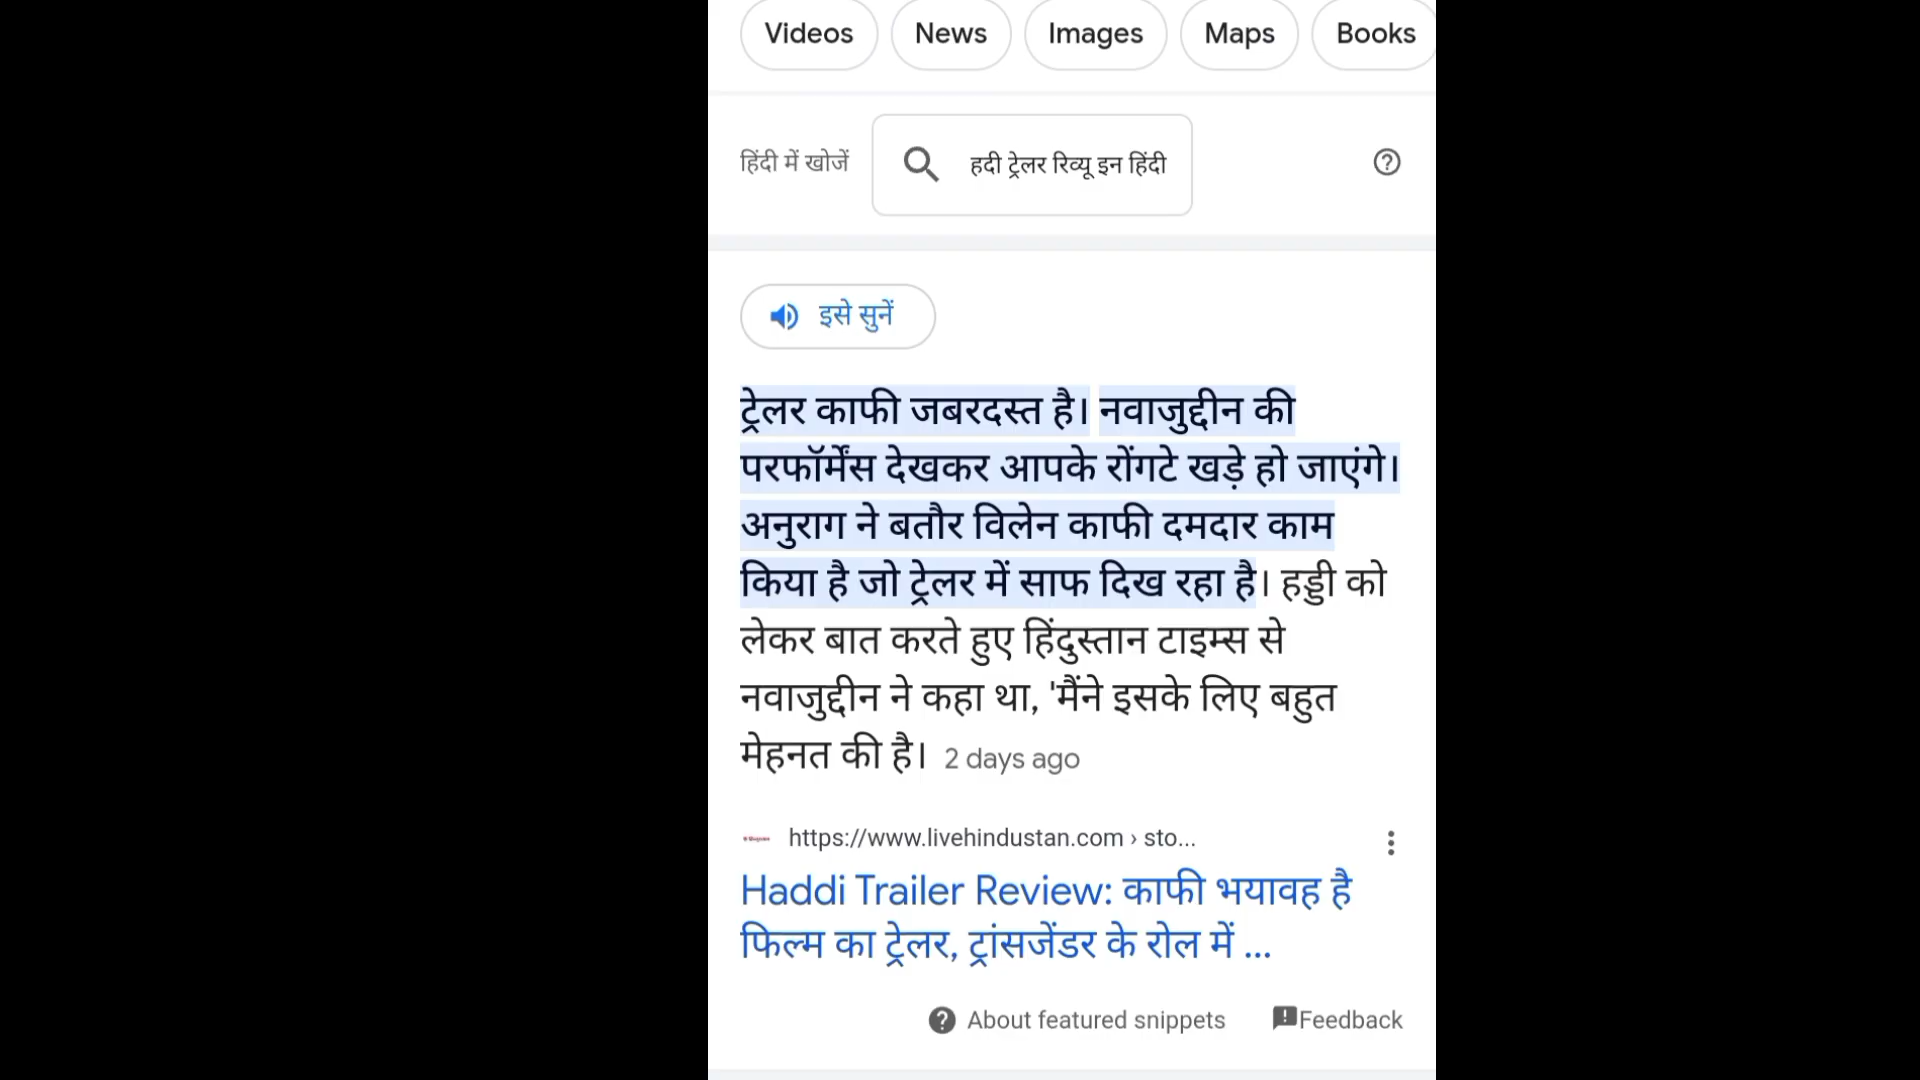 Videos News Images Maps Books
हिंदी में खोजें हदी ट्रेलर रिव्यू इन हिंदी
इसे सुनें
ट्रेलर काफी जबरदस्त है। नवाजुद्दीन की
परफॉर्मेंस देखकर आपके रोंगटे खड़े हो जाएंगे।
अनुराग ने बतौर विलेन काफी दमदार काम
किया है जो ट्रेलर में साफ दिख रहा है। हड्डी को
लेकर बात करते हुए हिंदुस्तान टाइम्स से
नवाजुद्दीन ने कहा था, 'मैंने इसके लिए बहुत
मेहनत की है। 2 days ago
https://www.livehindustan.com › sto...
Haddi Trailer Review: काफी भयावह है
फिल्म का ट्रेलर, ट्रांसजेंडर के रोल में ...
About featured snippets Feedback